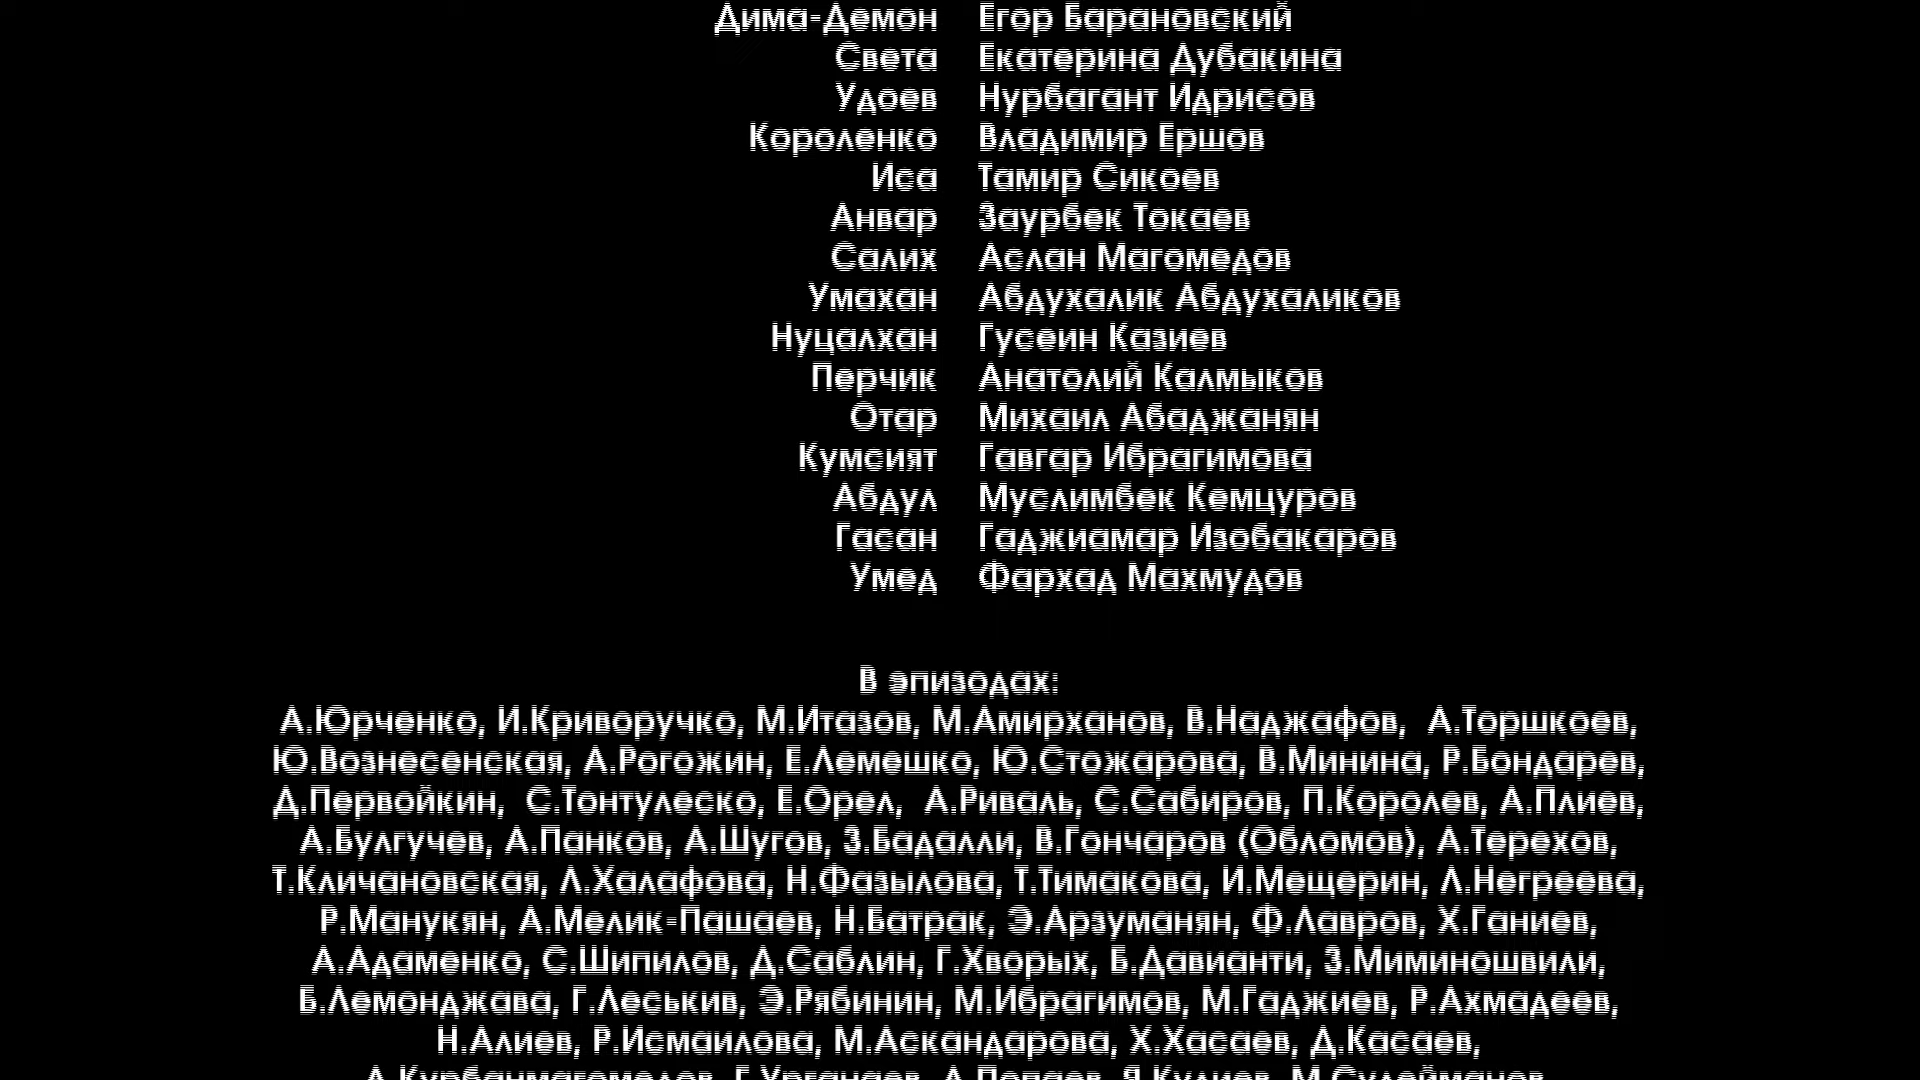 Дима-Демон Егор Барановский
Света Екатерина Дубакина
Удоев Нурбагант Идрисов
Короленко Владимир Ершов
Иса Тамир Сикоев
Анвар Заурбек Токаев
Салих Аслан Магомедов
Умахан Абдухалик Абдухаликов
Нуцалхан Гусеин Казиев
Перчик Анатолий Калмыков
Отар Михаил Абаджанян
Кумсият Гавгар Ибрагимова
Абдул Муслимбек Кемцуров
Гасан Гаджиамар Изобакаров
Умед Фархад Махмудов
В эпизодах:
А.Юрченко, И.Криворучко, М.Итазов, М.Амирханов, В.Наджафов, А.Торшкоев,
Ю.Вознесенская, А.Рогожин, Е.Лемешко, Ю.Стожарова, В.Минина, Р.Бондарев,
Д.Первойкин, С.Тонтулеско, Е.Орел, А.Риваль, С.Сабиров, П.Королев, А.Плиев,
А.Булгучев, А.Панков, А.Шугов, З.Бадалли, В.Гончаров (Обломов), А.Терехов,
Т.Кличановская, Л.Халафова, Н.Фазылова, Т.Тимакова, И.Мещерин, Л.Негреева,
Р.Манукян, А.Мелик-Пашаев, Н.Батрак, Э.Арзуманян, Ф.Лавров, Х.Ганиев,
А.Адаменко, С.Шипилов, Д.Саблин, Г.Хворых, Б.Давианти, З.Миминошвили,
Б.Лемонджава, Г.Леськив, Э.Рябинин, М.Ибрагимов, М.Гаджиев, Р.Ахмадеев,
Н.Алиев, Р.Исмаилова, М.Аскандарова, Х.Хасаев, Д.Касаев,
Я.Кулиев, М.Сулейманов